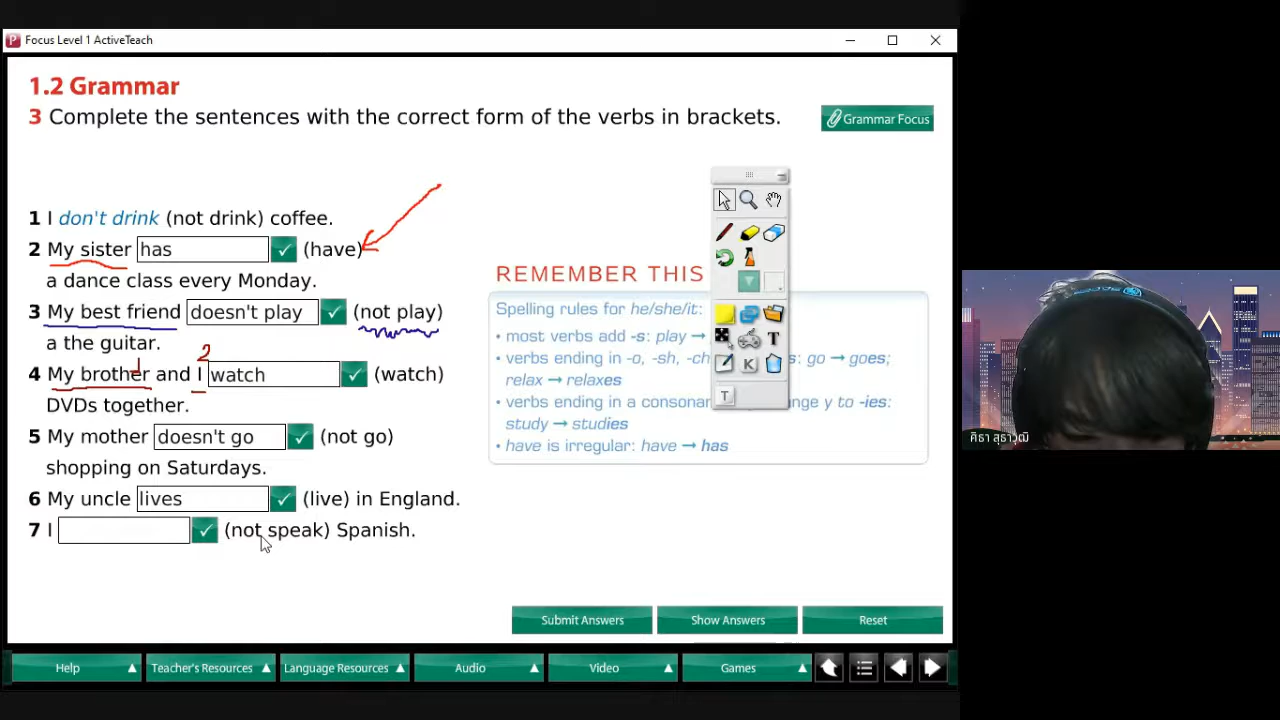 Focus Level 1 ActiveTeach
1.2 Grammar
3 Complete the sentences with the correct form of the verbs in brackets.
Grammar Focus
1 I don't drink (not drink) coffee.
2 My sister has (have)
a dance class every Monday.
3 My best friend doesn't play (not play)
a the guitar.
1 2
4 My brother and I watch (watch)
DVDs together.
5 My mother doesn't go (not go)
shopping on Saturdays.
6 My uncle lives (live) in England.
7 I (not speak) Spanish.
REMEMBER THIS
Spelling rules for he/she/it:
• most verbs add -s: play →
• verbs ending in -o, -sh, -ch s: go → goes;
relax → relaxes
• verbs ending in a consonan ange y to -ies:
study → studies
• have is irregular: have → has
T
K
T
ศิธา สุธาวุฒิ
Submit Answers
Show Answers
Reset
Help
Teacher's Resources
Language Resources
Audio
Video
Games